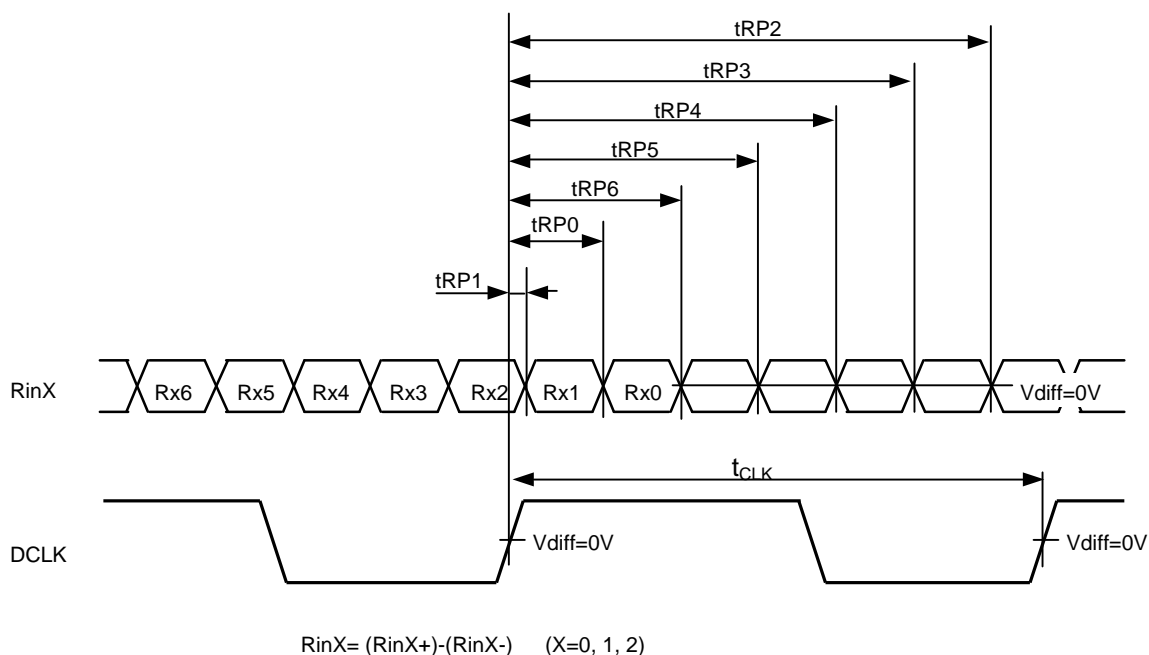 tRP2
tRP3
tRP4
tRP5
tRP6
tRP0
tRP1
RinX Rx6 Rx5 Rx4 Rx3 Rx2 Rx1 Rx0 Vdiff=0V
tCLK
DCLK Vdiff=0V Vdiff=0V
RinX= (RinX+)-(RinX-) (X=0, 1, 2)